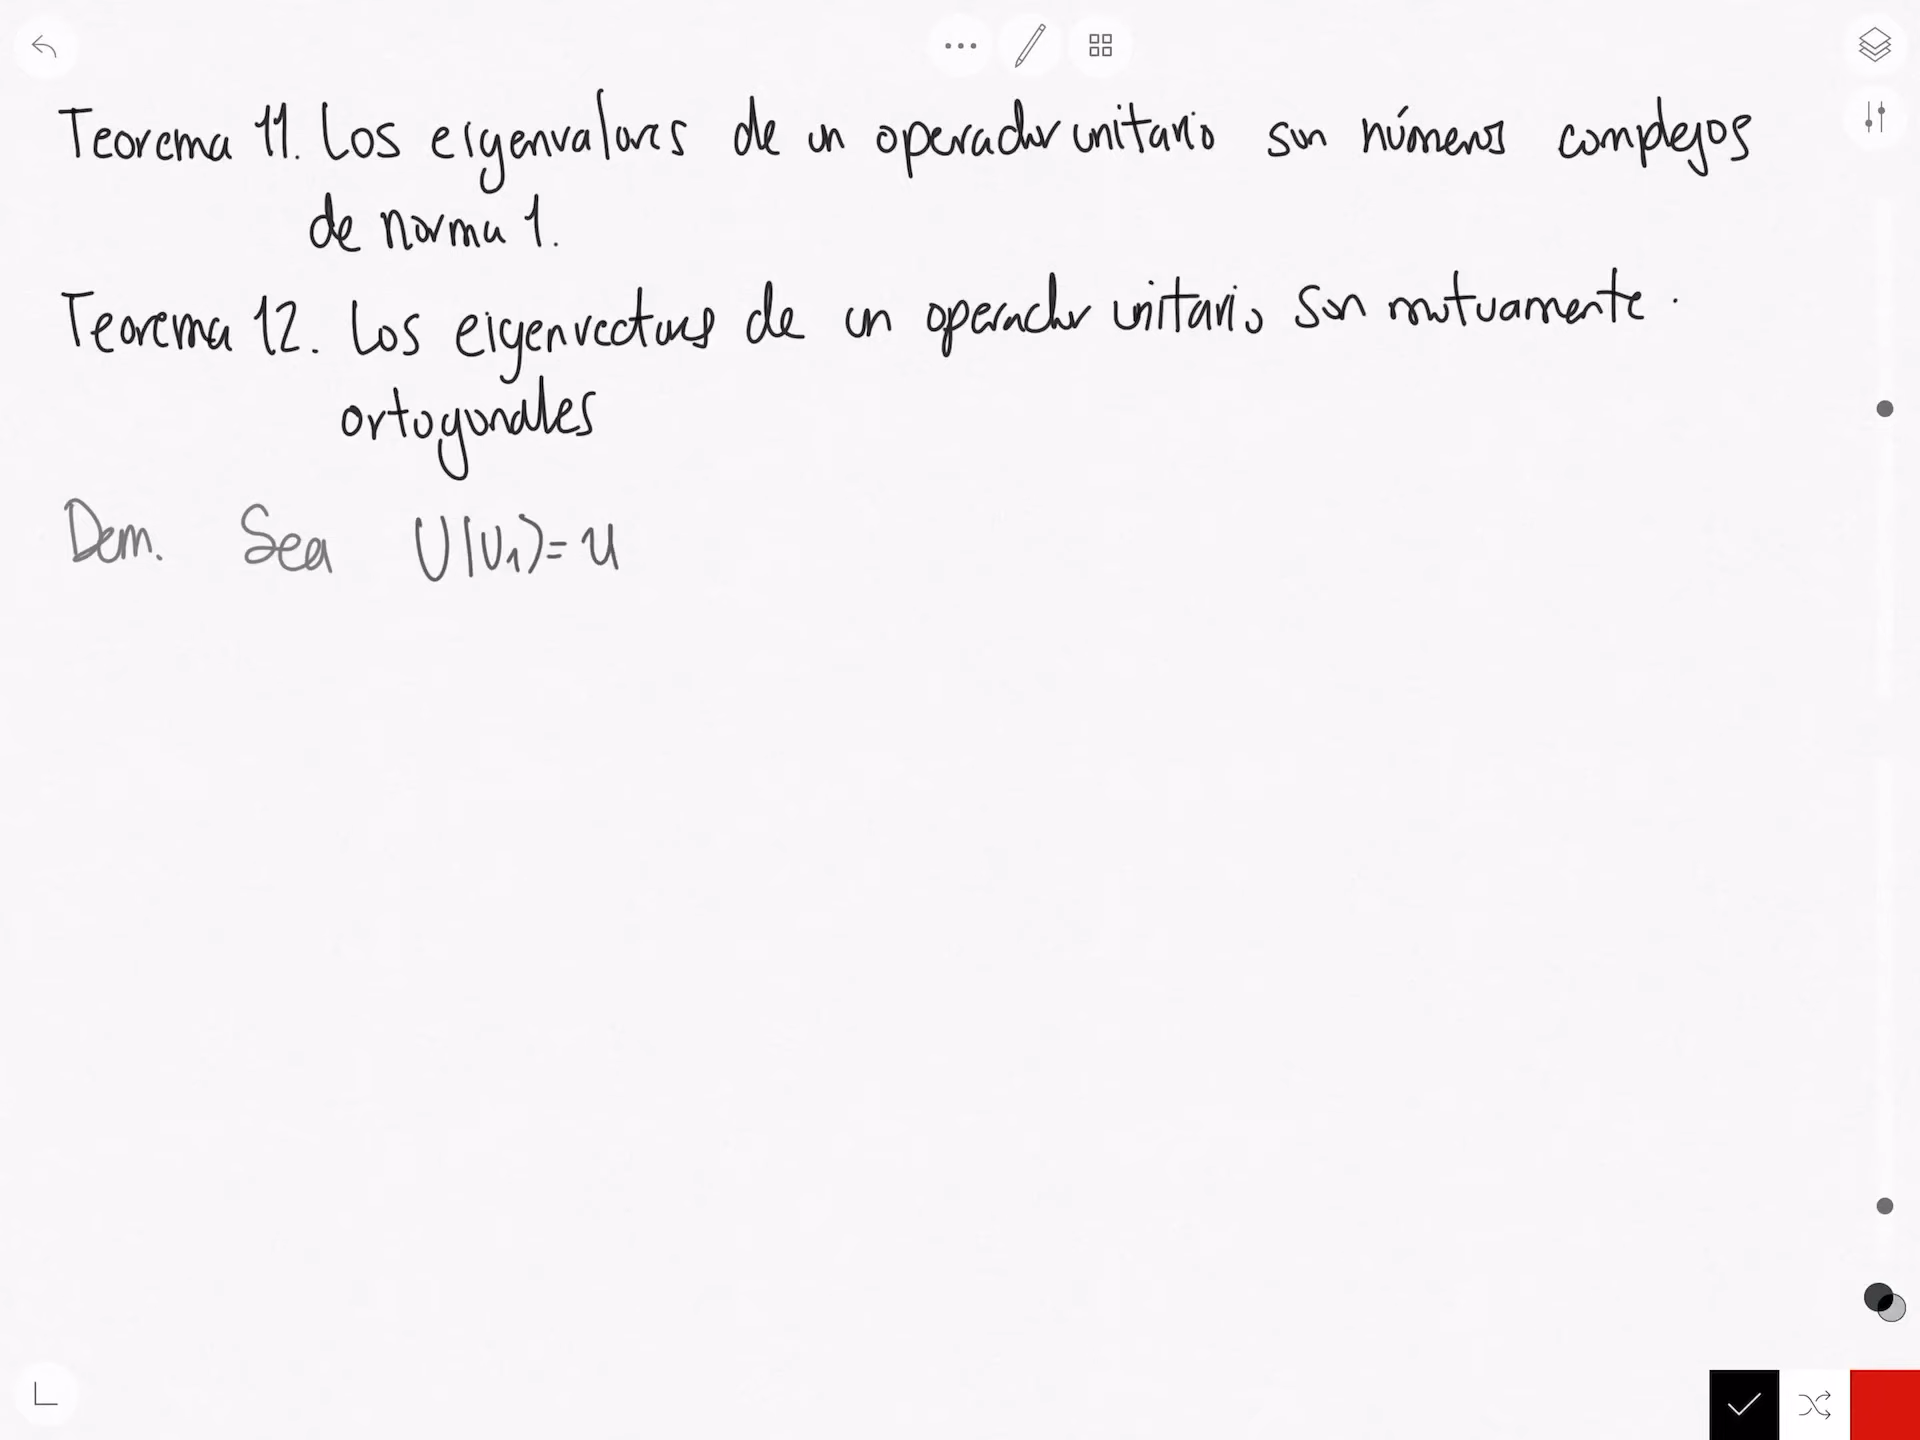 Teorema 11. Los eigenvalores de un operador unitario son números complejos
de norma 1.
Teorema 12. Los eigenvectores de un operador unitario son mutuamente
ortogonales
Dem. Sea U(v₁)=u